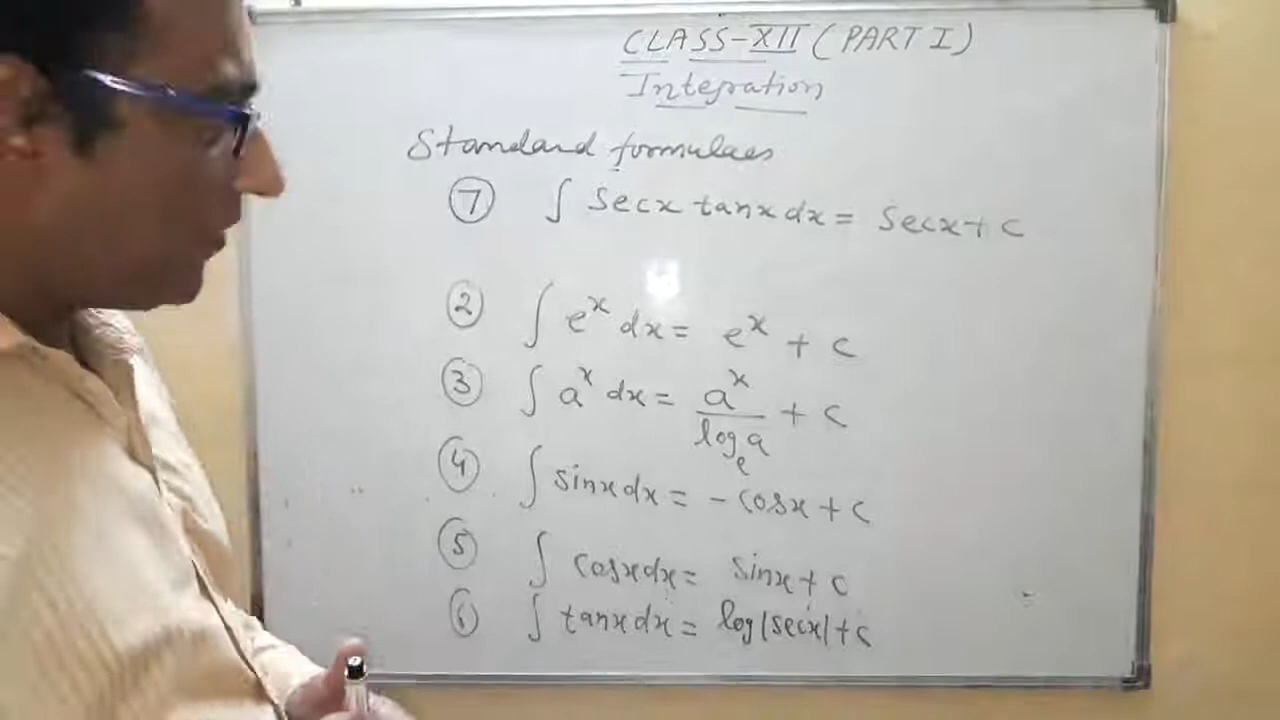 CLASS-XII (PART I)
Integration
Standard formulaes
⑦ ∫ secx tanx dx = secx + c
② ∫ e^x dx = e^x + c
③ ∫ a^x dx = a^x / log_e a + c
④ ∫ sinx dx = - cosx + c
⑤ ∫ cosx dx = sinx + c
⑥ ∫ tanx dx = log|secx| + c